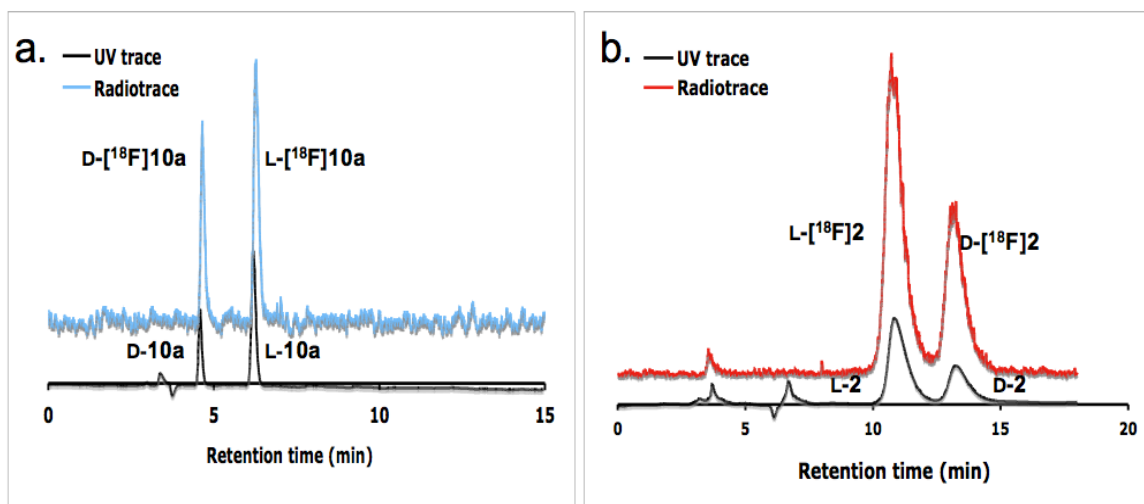 a.
UV trace
Radiotrace
D-[¹⁸F]10a
L-[¹⁸F]10a
D-10a
L-10a
0
5
10
15
Retention time (min)
b.
UV trace
Radiotrace
L-[¹⁸F]2
D-[¹⁸F]2
L-2
D-2
0
5
10
15
20
Retention time (min)